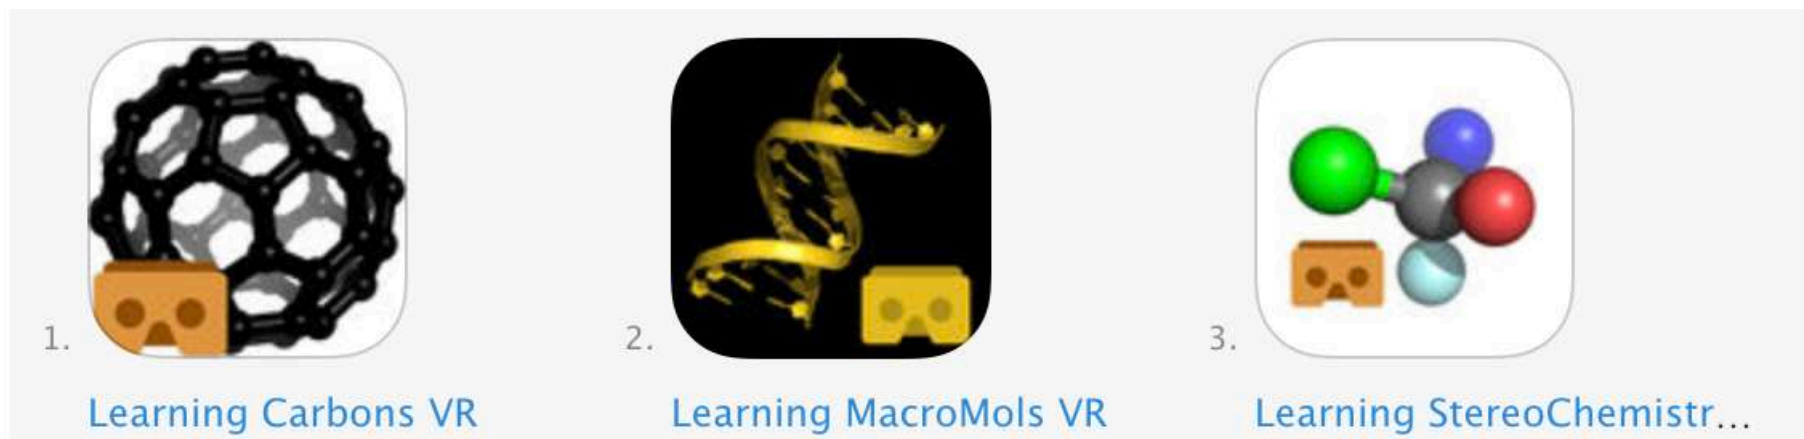 1.
2.
3.
Learning Carbons VR
Learning MacroMols VR
Learning StereoChemistr...